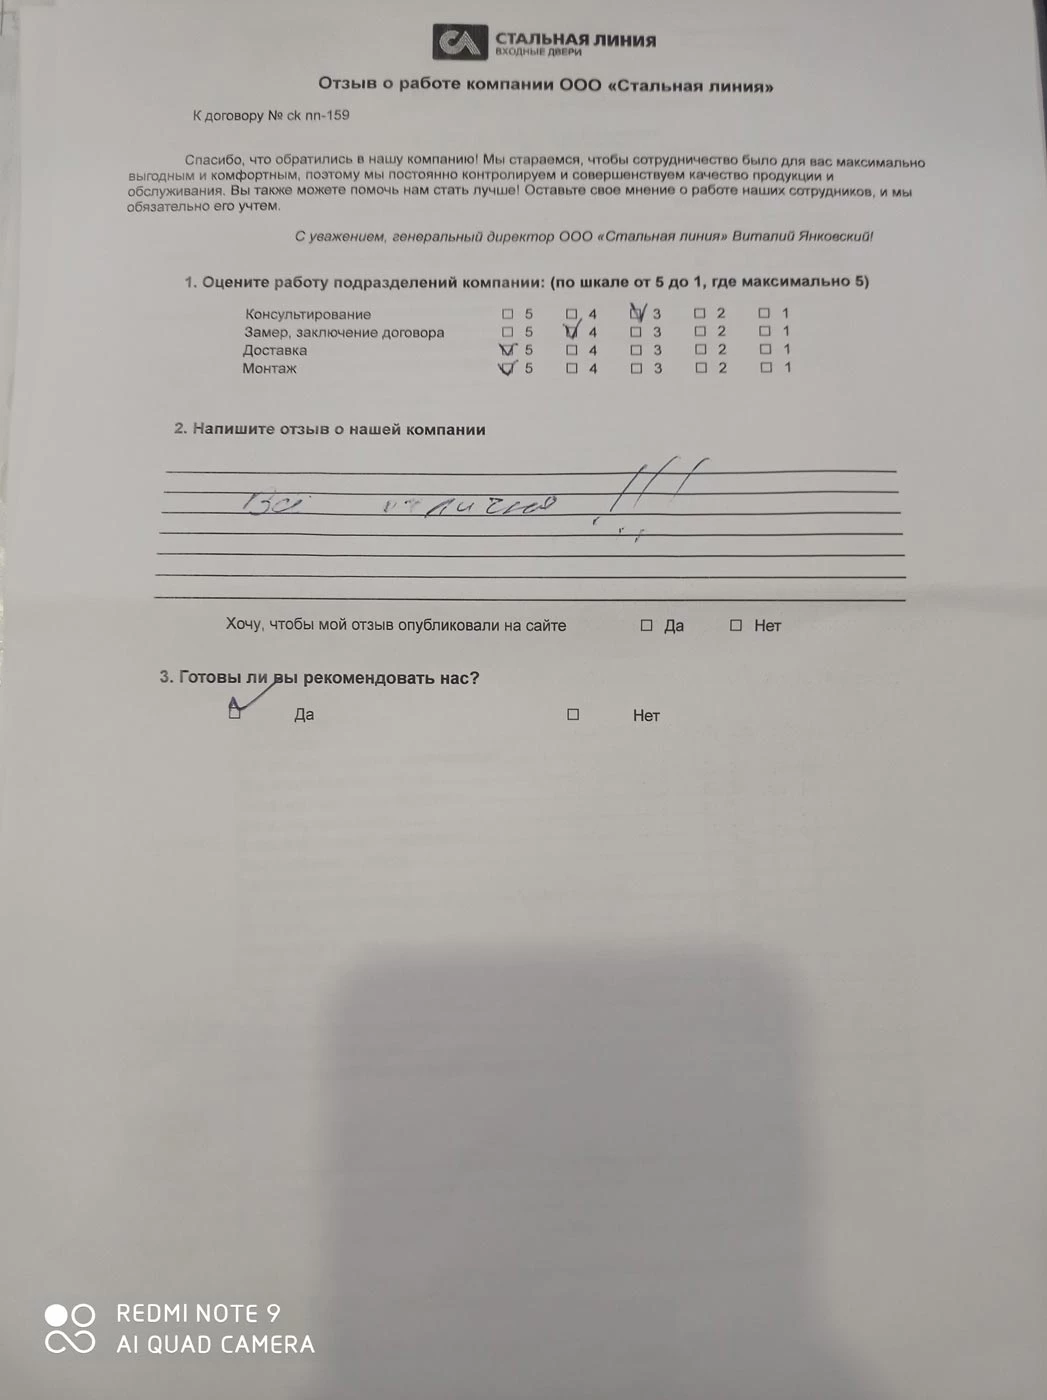 СТАЛЬНАЯ ЛИНИЯ
ВХОДНЫЕ ДВЕРИ
Отзыв о работе компании ООО «Стальная линия»
К договору № ck пп-159
Спасибо, что обратились в нашу компанию! Мы стараемся, чтобы сотрудничество было для вас максимально
выгодным и комфортным, поэтому мы постоянно контролируем и совершенствуем качество продукции и
обслуживания. Вы также можете помочь нам стать лучше! Оставьте свое мнение о работе наших сотрудников, и мы
обязательно его учтем.
С уважением, генеральный директор ООО «Стальная линия» Виталий Янковский!
1. Оцените работу подразделений компании: (по шкале от 5 до 1, где максимально 5)
Консультирование ☐ 5 ☐ 4 ☑ 3 ☐ 2 ☐ 1
Замер, заключение договора ☐ 5 ☑ 4 ☐ 3 ☐ 2 ☐ 1
Доставка ☑ 5 ☐ 4 ☐ 3 ☐ 2 ☐ 1
Монтаж ☑ 5 ☐ 4 ☐ 3 ☐ 2 ☐ 1
2. Напишите отзыв о нашей компании
Всё отлично !!!
Хочу, чтобы мой отзыв опубликовали на сайте ☐ Да ☐ Нет
3. Готовы ли вы рекомендовать нас?
☑ Да ☐ Нет
REDMI NOTE 9
AI QUAD CAMERA